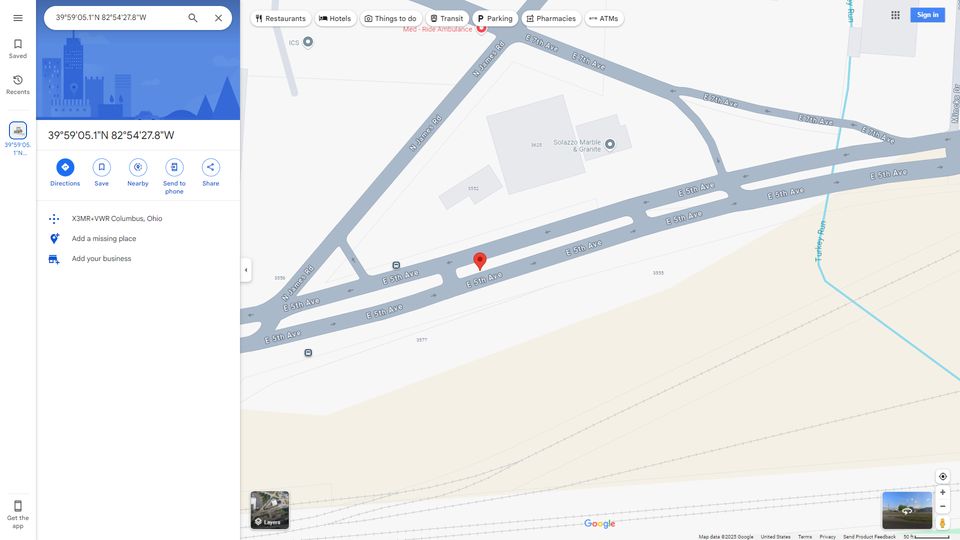 39°59'05.1"N 82°54'27.8"W
Saved
Recents
39°59'05.
1"N...
Get the
app
39°59'05.1"N 82°54'27.8"W
Directions
Save
Nearby
Send to
phone
Share
X3MR+VWR Columbus, Ohio
Add a missing place
Add your business
Restaurants
Hotels
Things to do
Transit
Parking
Pharmacies
ATMs
Sign in
ICS
Med - Ride Ambulance
E 7th Ave
E 7th Ave
N James Rd
N James Rd
E 7th Ave
E 7th Ave
E 7th Ave
Solazzo Marble
& Granite
3625
3552
E 5th Ave
E 5th Ave
E 5th Ave
E 5th Ave
Turkey Run
E 5th Ave
E 5th Ave
E 5th Ave
3555
3556
N James Rd
E 5th Ave
E 5th Ave
E 5th Ave
3577
Layers
Google
Map data ©2025 Google
United States
Terms
Privacy
Send Product Feedback
50 ft